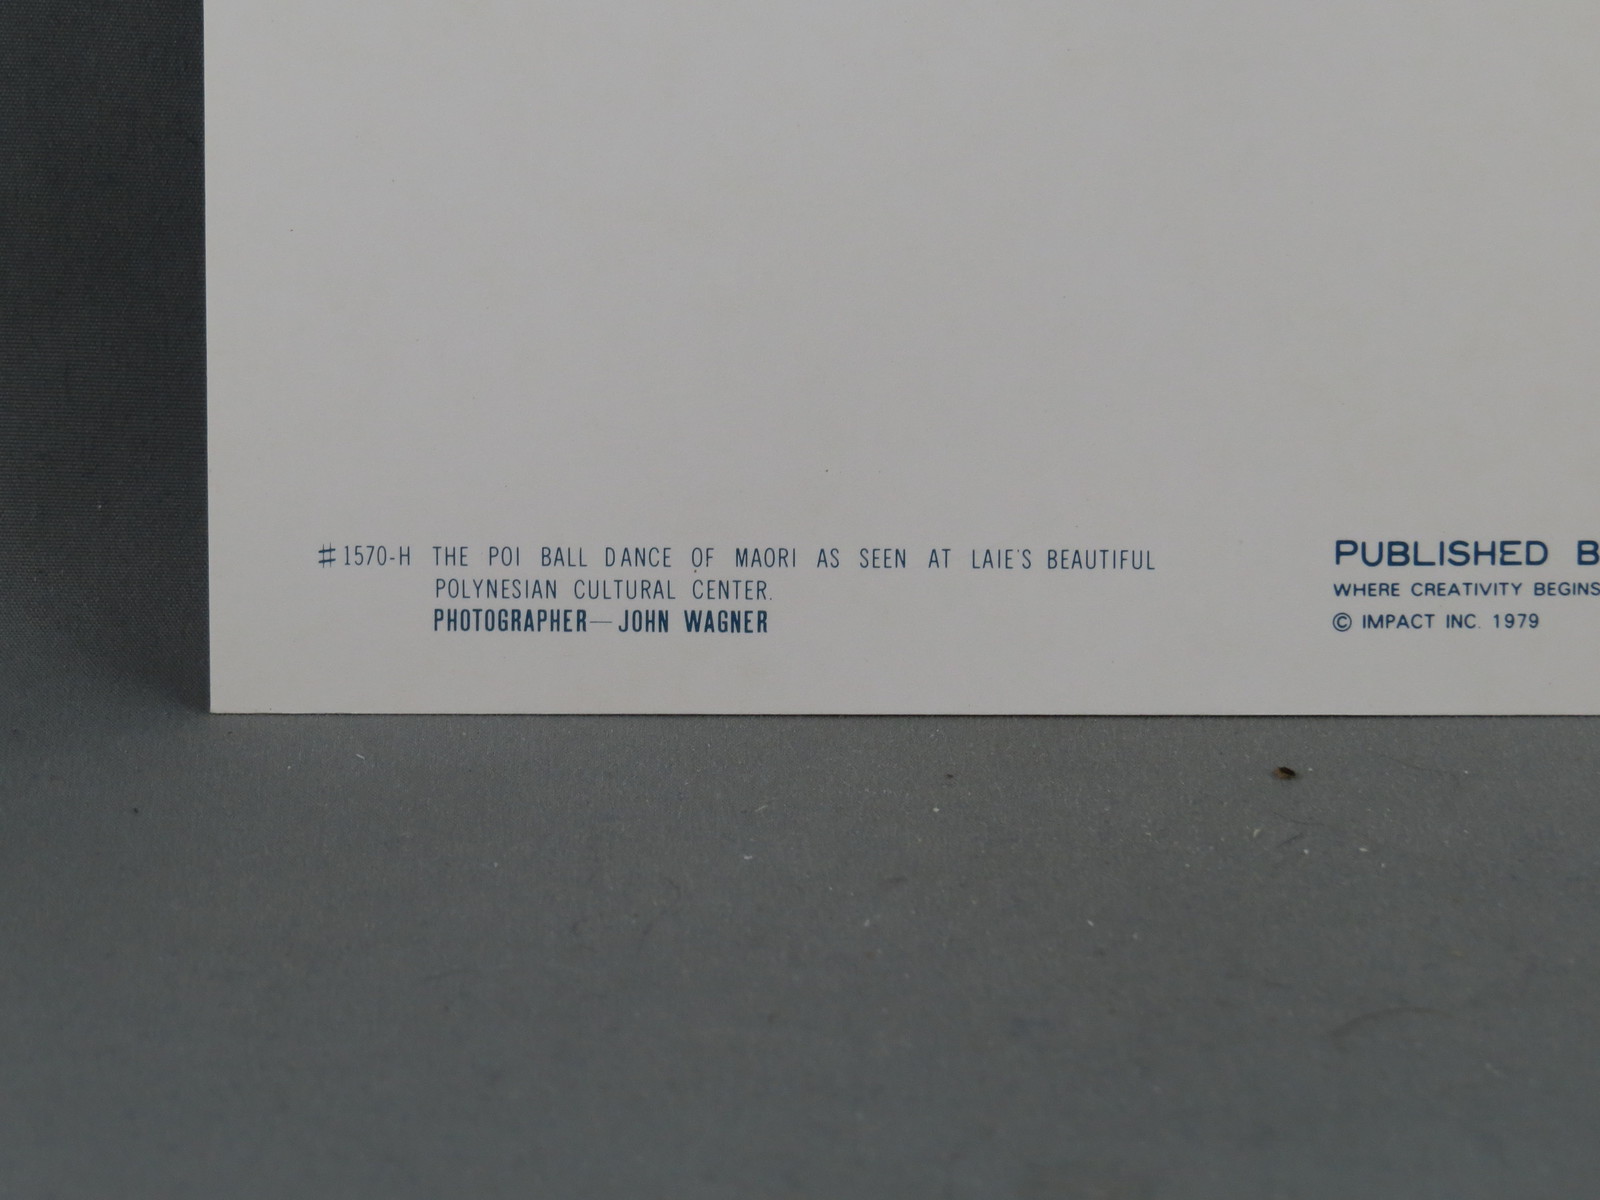 #1570-H THE POI BALL DANCE OF MAORI AS SEEN AT LAIE'S BEAUTIFUL
POLYNESIAN CULTURAL CENTER.
PHOTOGRAPHER—JOHN WAGNER
PUBLISHED B
WHERE CREATIVITY BEGINS
© IMPACT INC. 1979